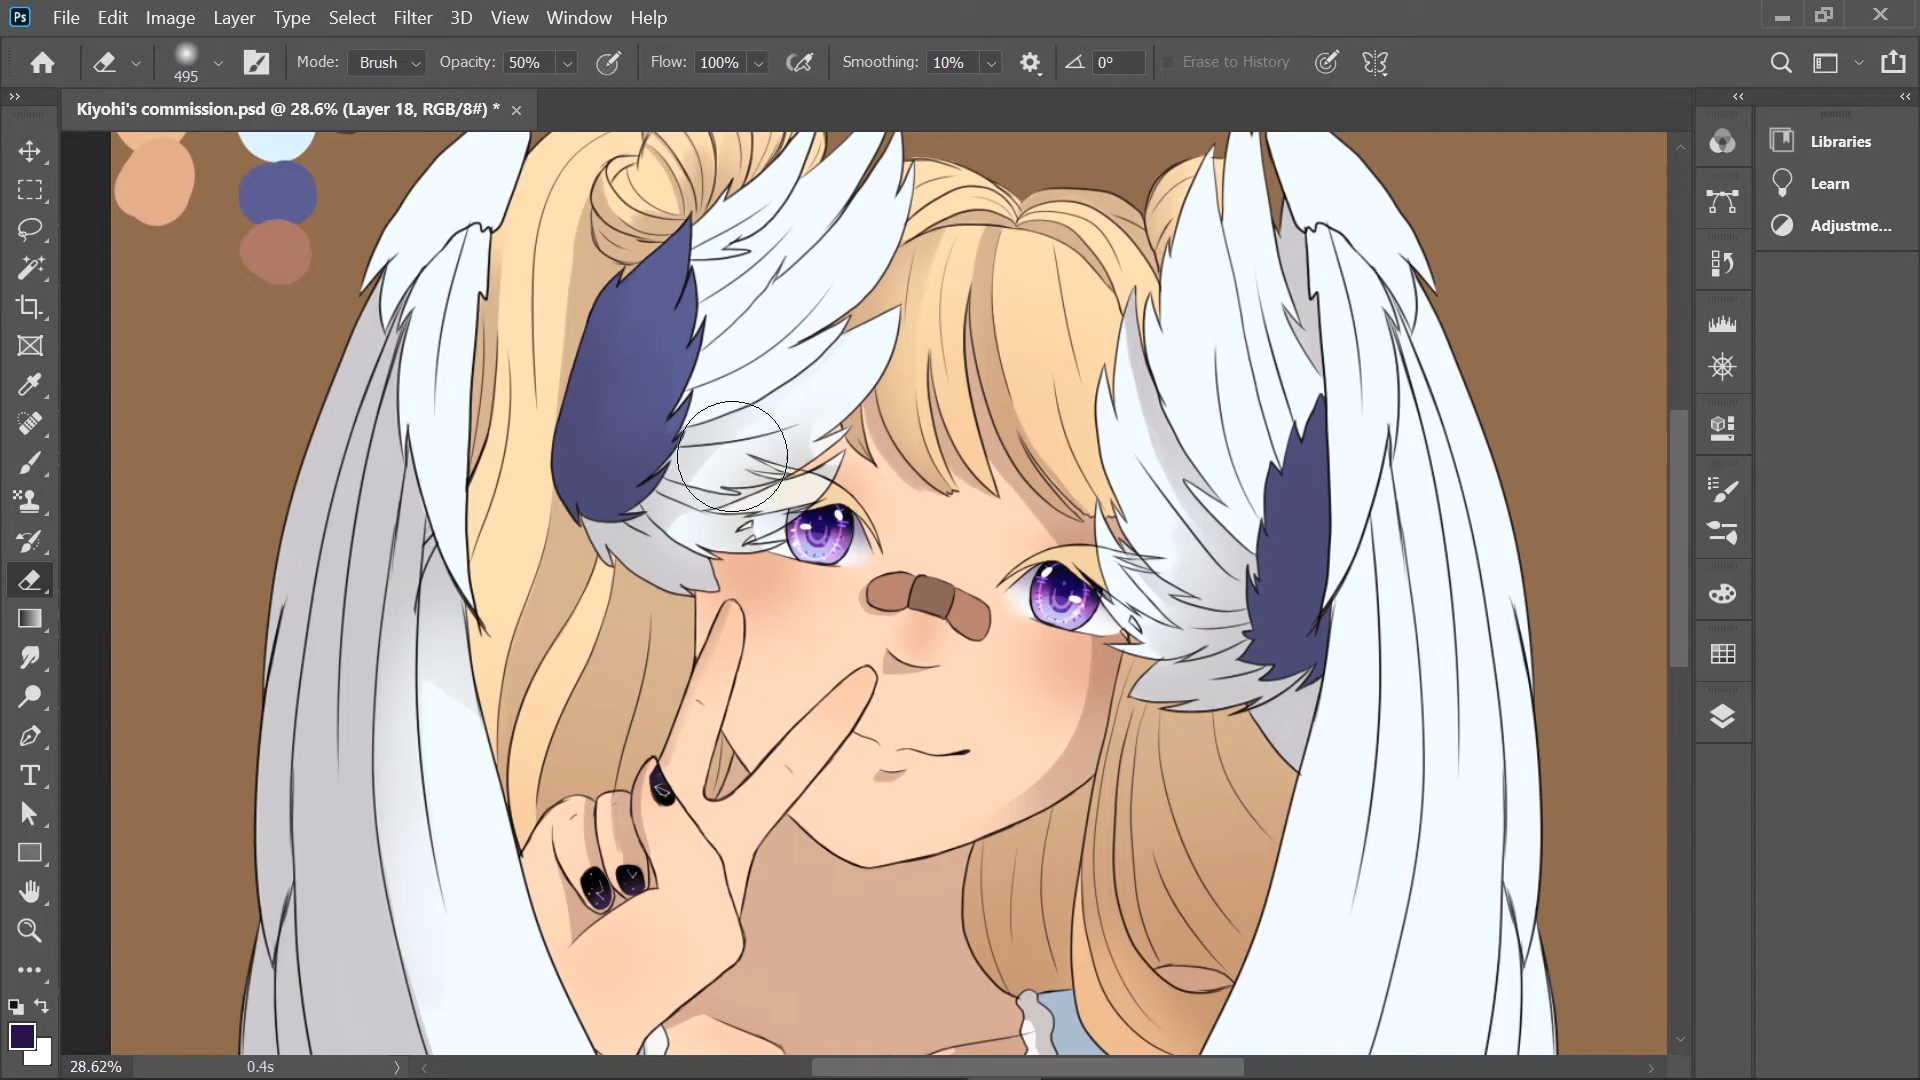 Ps File Edit Image Layer Type Select Filter 3D View Window Help
495 Mode: Brush Opacity: 50% Flow: 100% Smoothing: 10% 0° Erase to History
Kiyohi's commission.psd @ 28.6% (Layer 18, RGB/8#) *
Libraries
Learn
Adjustme...
28.62% 0.4s